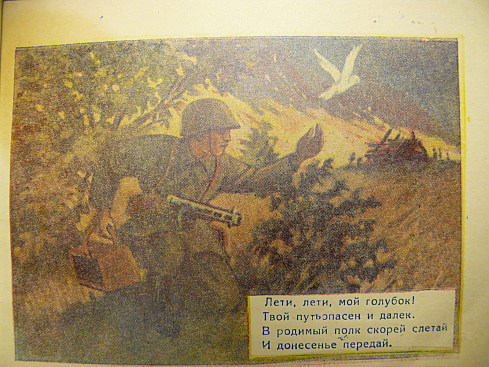 Лети, лети, мой голубок!
Твой путь опасен и далек.
В родимый полк скорей слетай
И донесенье передай.